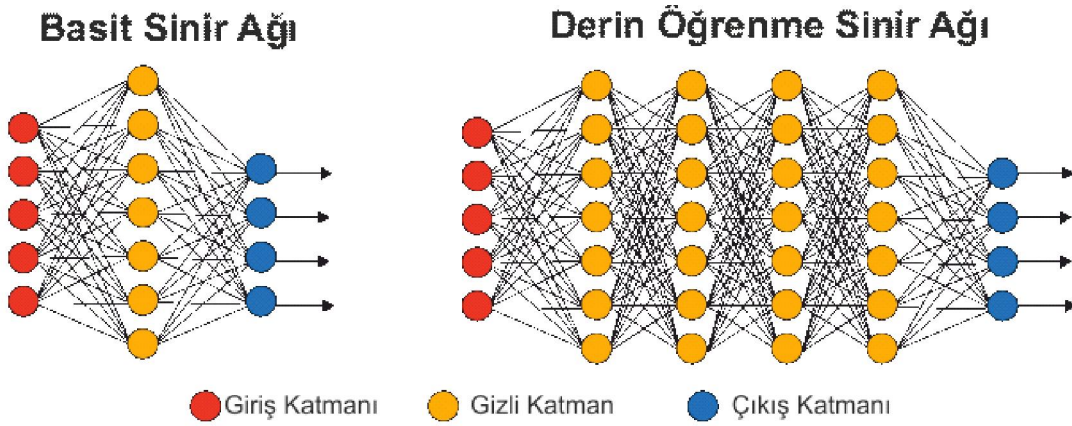 Basit Sinir Ağı
Derin Öğrenme Sinir Ağı
Giriş Katmanı
Gizli Katman
Çıkış Katmanı